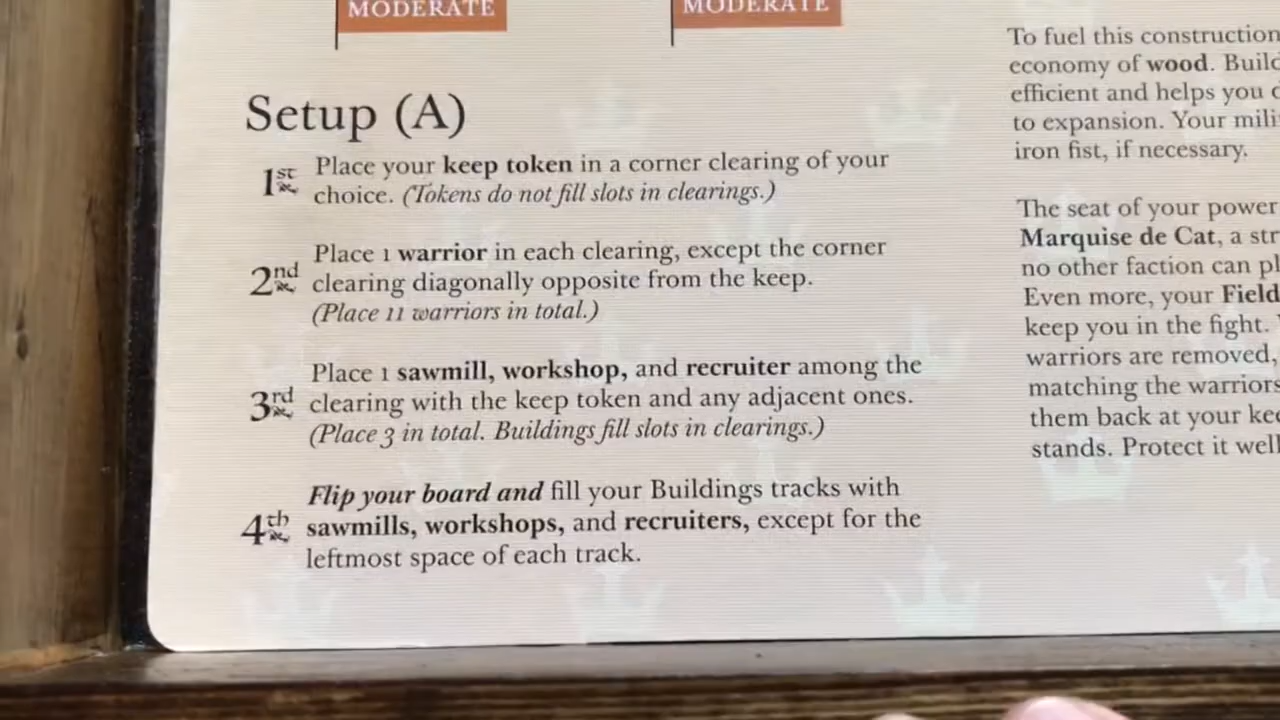 MODERATE
MODERATE
Setup (A)
1st Place your keep token in a corner clearing of your
choice. (Tokens do not fill slots in clearings.)
2nd Place 1 warrior in each clearing, except the corner
clearing diagonally opposite from the keep.
(Place 11 warriors in total.)
3rd Place 1 sawmill, workshop, and recruiter among the
clearing with the keep token and any adjacent ones.
(Place 3 in total. Buildings fill slots in clearings.)
4th Flip your board and fill your Buildings tracks with
sawmills, workshops, and recruiters, except for the
leftmost space of each track.
To fuel this construction
economy of wood.
efficient and helps you
to expansion. Your
iron fist, if necessary.
The seat of your power
Marquise de Cat, a
no other faction can
Even more, your Field
keep you in the fight.
warriors are removed,
matching the warriors
them back at your
stands. Protect it